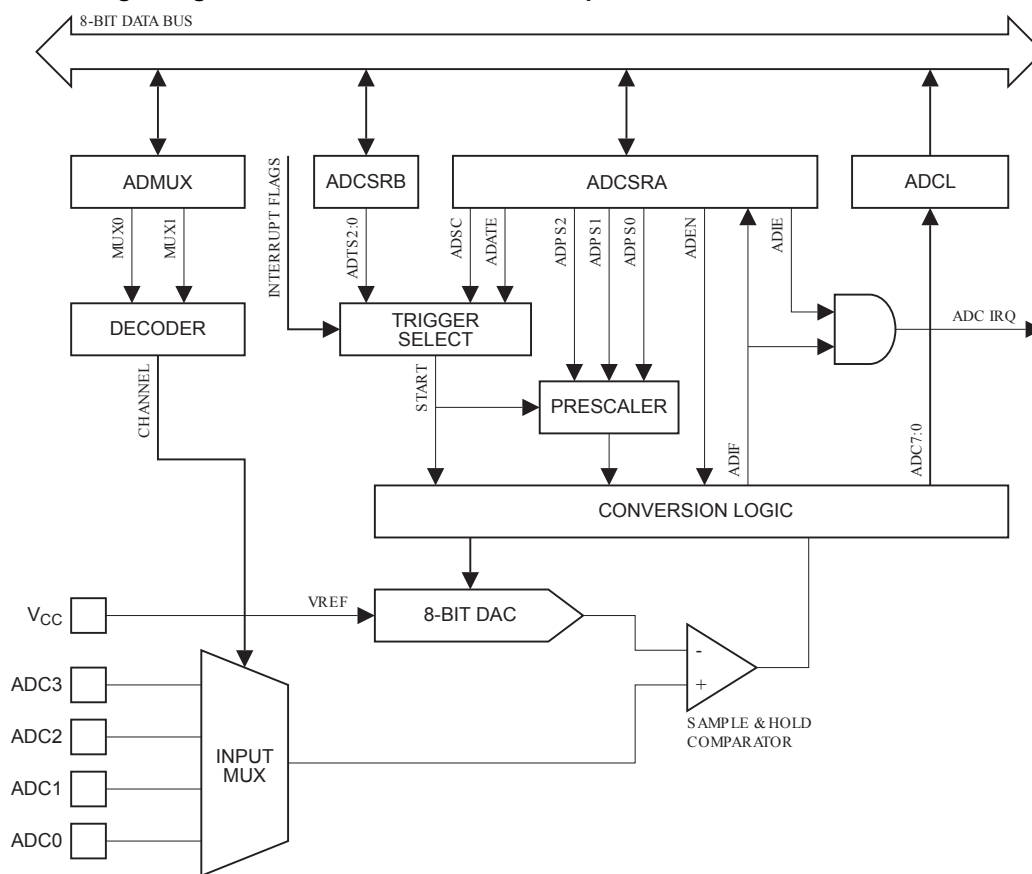 8-BIT DATA BUS
ADMUX
ADCSRB
ADCSRA
ADCL
INTERRUPT FLAGS
MUX0
MUX1
ADTS2:0
ADSC
ADATE
ADPS2
ADPS1
ADPS0
ADEN
ADIE
DECODER
TRIGGER
SELECT
ADC IRQ
CHANNEL
START
PRESCALER
ADIF
ADC7:0
CONVERSION LOGIC
VCC
VREF
8-BIT DAC
-
+
SAMPLE & HOLD
COMPARATOR
ADC3
ADC2
ADC1
ADC0
INPUT
MUX